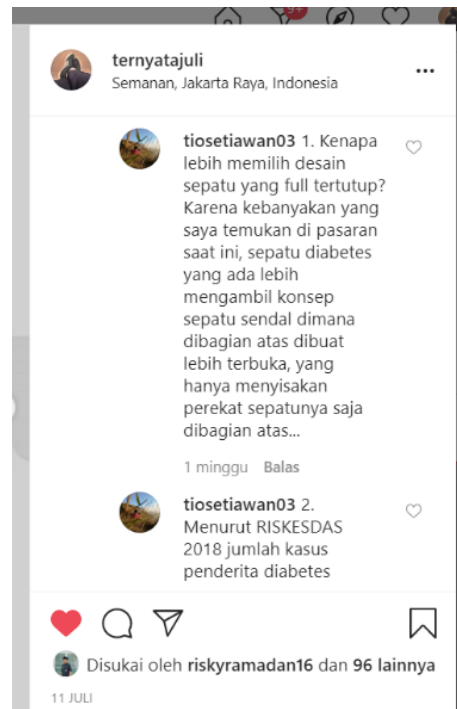 9+
ternyatajuli
Semanan, Jakarta Raya, Indonesia
tiosetiawan03 1. Kenapa
lebih memilih desain
sepatu yang full tertutup?
Karena kebanyakan yang
saya temukan di pasaran
saat ini, sepatu diabetes
yang ada lebih
mengambil konsep
sepatu sendal dimana
dibagian atas dibuat
lebih terbuka, yang
hanya menyisakan
perekat sepatunya saja
dibagian atas...
1 minggu Balas
tiosetiawan03 2.
Menurut RISKESDAS
2018 jumlah kasus
penderita diabetes
Disukai oleh riskyramadan16 dan 96 lainnya
11 JULI